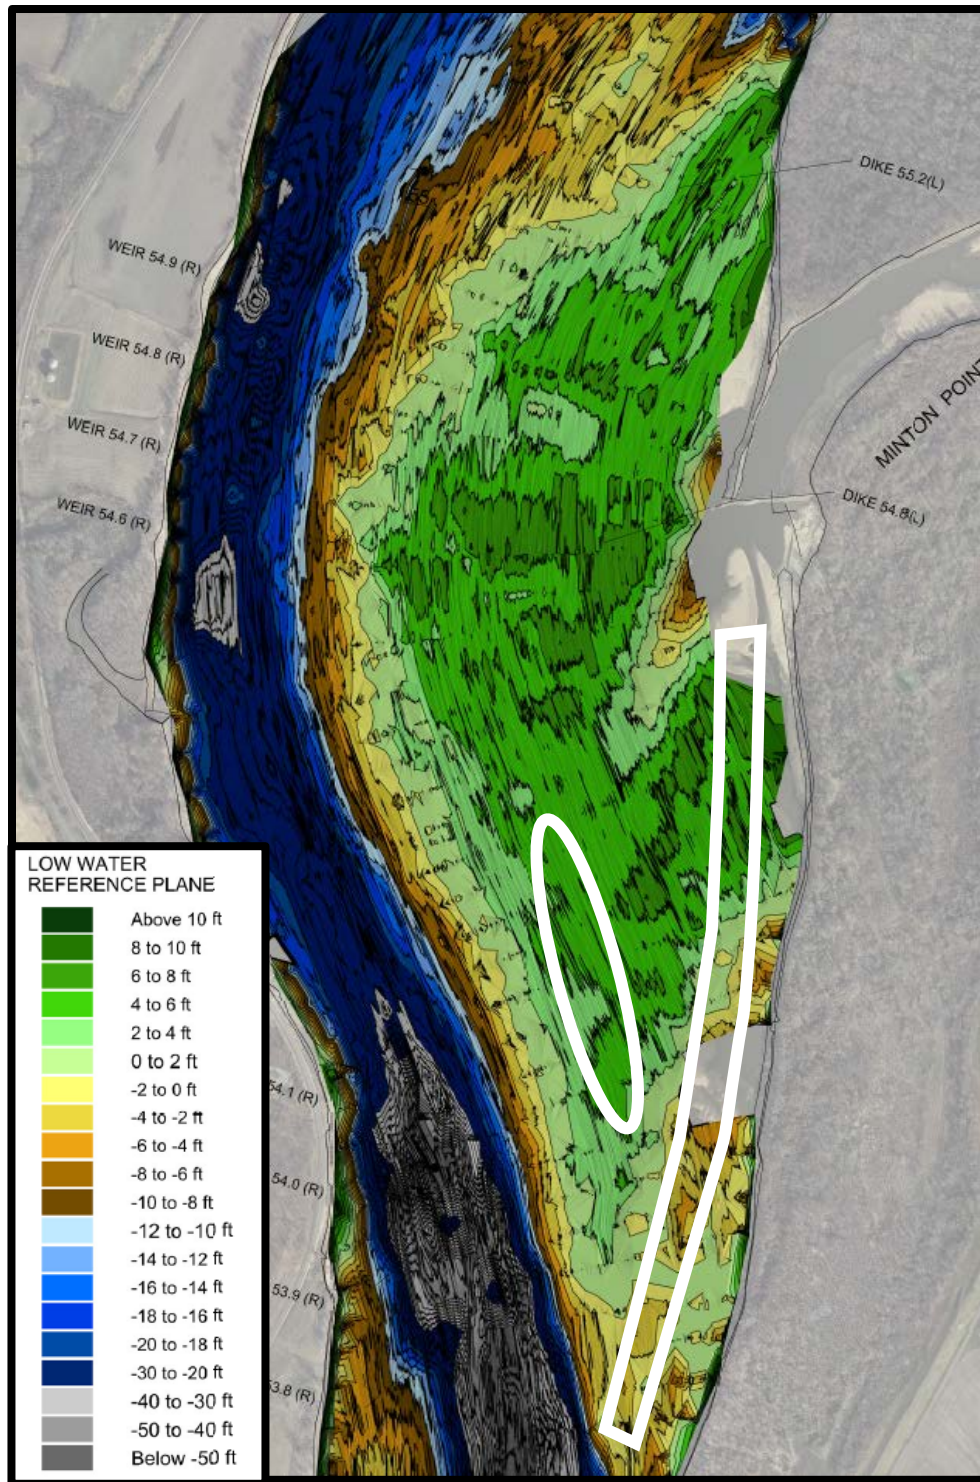 DIKE 55.2(L)
WEIR 54.9 (R)
WEIR 54.8 (R)
MINTON POINT
WEIR 54.7 (R)
DIKE 54.8(L)
WEIR 54.6 (R)
LOW WATER
REFERENCE PLANE
Above 10 ft
8 to 10 ft
6 to 8 ft
4 to 6 ft
2 to 4 ft
0 to 2 ft
-2 to 0 ft
-4 to -2 ft
-6 to -4 ft
-8 to -6 ft
-10 to -8 ft
-12 to -10 ft
-14 to -12 ft
-16 to -14 ft
-18 to -16 ft
-20 to -18 ft
-30 to -20 ft
-40 to -30 ft
-50 to -40 ft
Below -50 ft
54.1 (R)
54.0 (R)
53.9 (R)
53.8 (R)